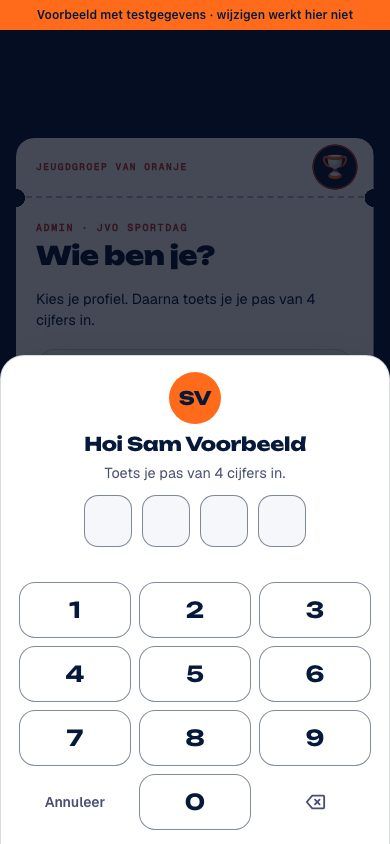 Voorbeeld met testgegevens · wijzigen werkt hier niet
JEUGDGROEP VAN ORANJE
ADMIN · JVO SPORTDAG
Wie ben je?
Kies je profiel. Daarna toets je je pas van 4
cijfers in.
SV
Hoi Sam Voorbeeld
Toets je pas van 4 cijfers in.
1 2 3
4 5 6
7 8 9
Annuleer 0